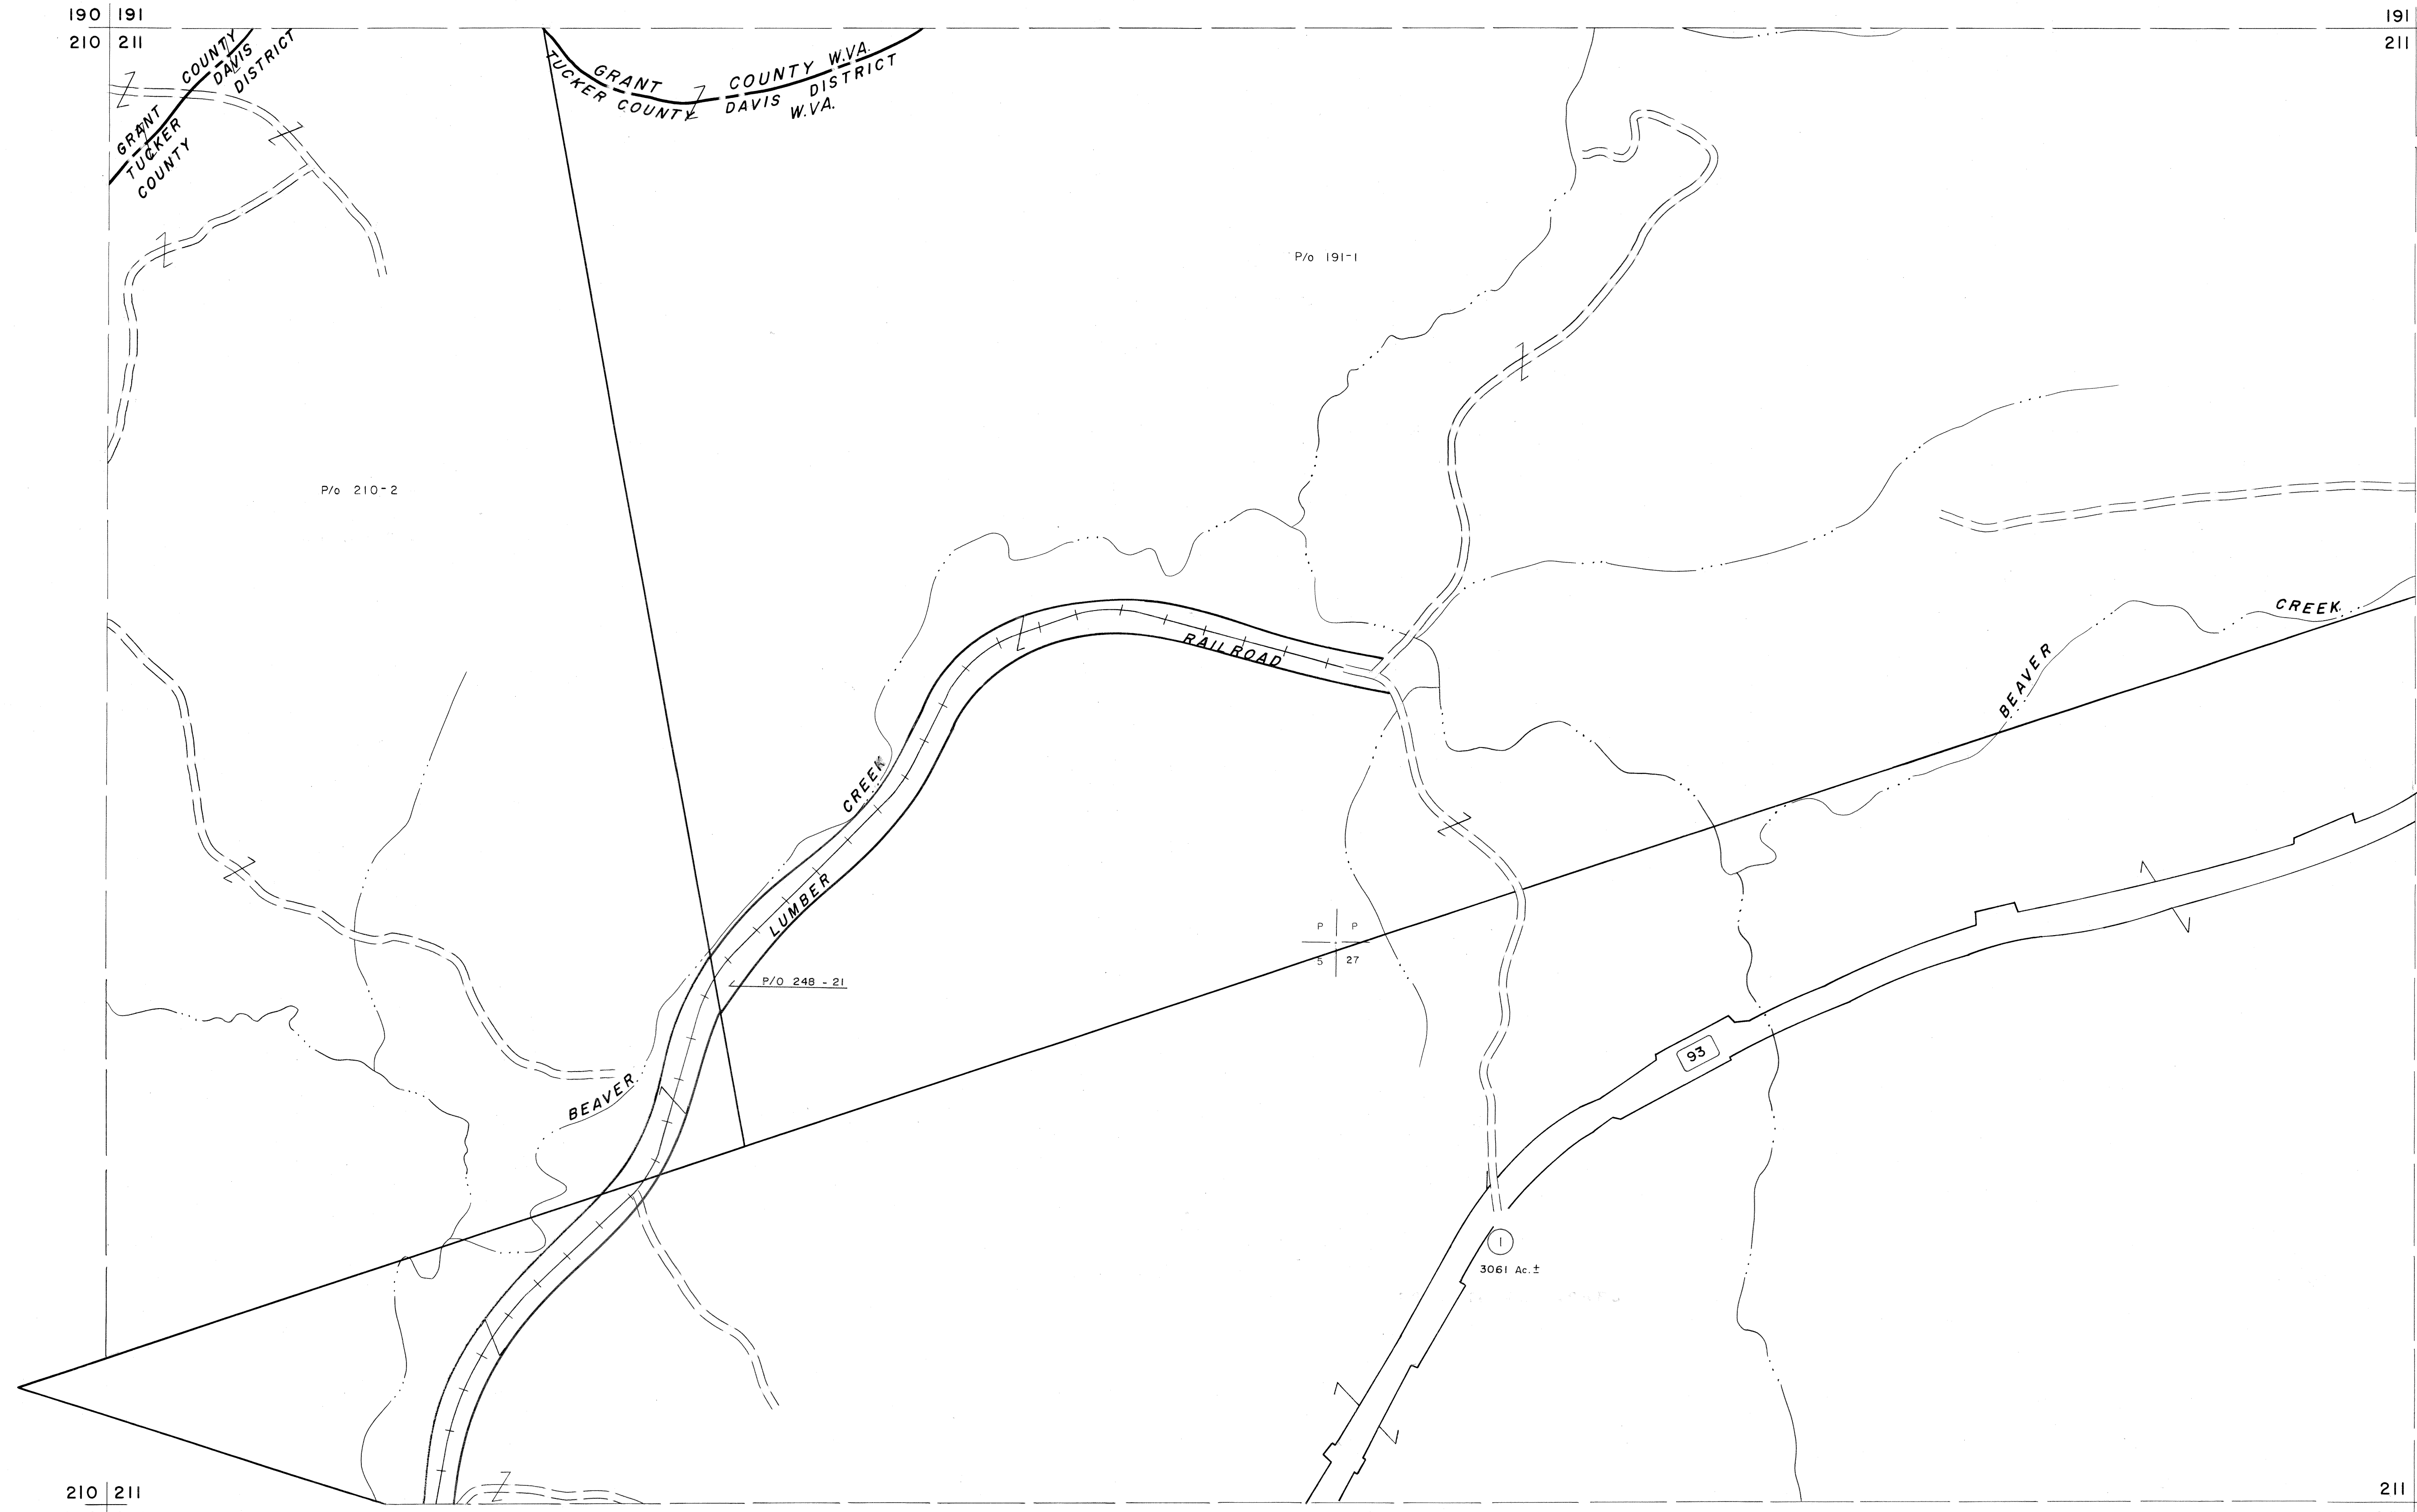 190 191
191
210 211
211
GRANT COUNTY
TUCKER COUNTY
DAVIS DISTRICT
GRANT COUNTY W.VA.
TUCKER COUNTY DAVIS DISTRICT
W.VA.
P/o 191-1
P/o 210-2
BEAVER CREEK
RAILROAD
CREEK
LUMBER
P P
5 27
P/O 248 - 21
93
BEAVER
1
3061 Ac.±
210 211
211